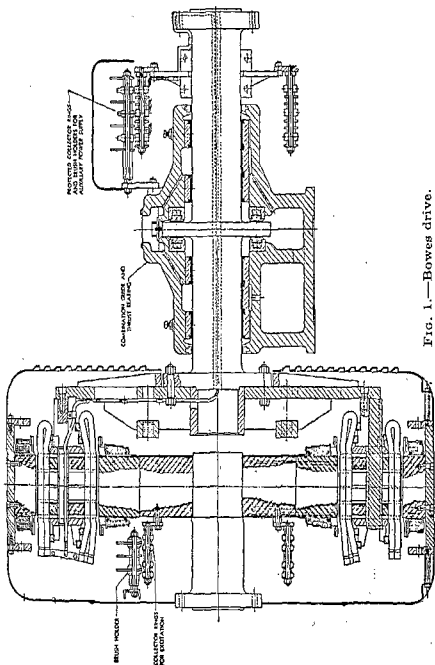 PROTECTED COLLECTOR RINGS
AND BRUSH HOLDERS FOR
AUXILIARY POWER SUPPLY
COMBINATION GUIDE AND
THRUST BEARING
BRUSH HOLDER
COLLECTOR RINGS
FOR EXCITATION
FIG. 1.—Bowes drive.